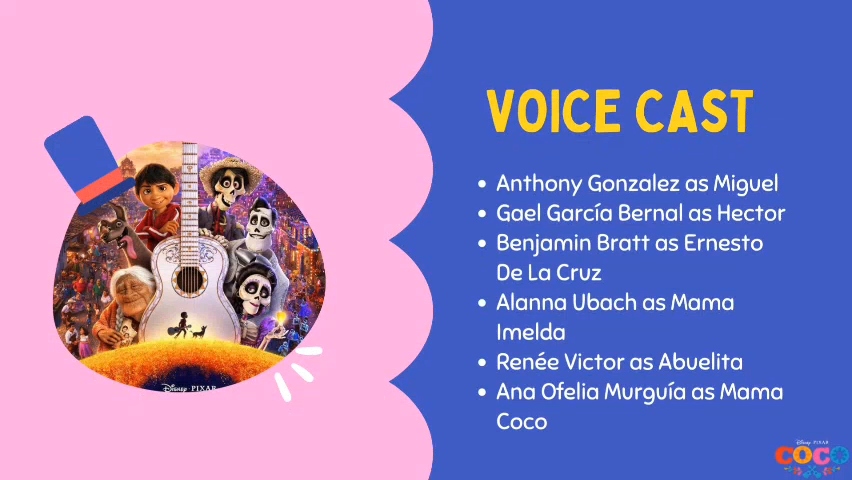 VOICE CAST
• Anthony Gonzalez as Miguel
• Gael García Bernal as Hector
• Benjamin Bratt as Ernesto
De La Cruz
• Alanna Ubach as Mama
Imelda
• Renée Victor as Abuelita
• Ana Ofelia Murguía as Mama
Coco
Disney PIXAR
Disney PIXAR
COCO